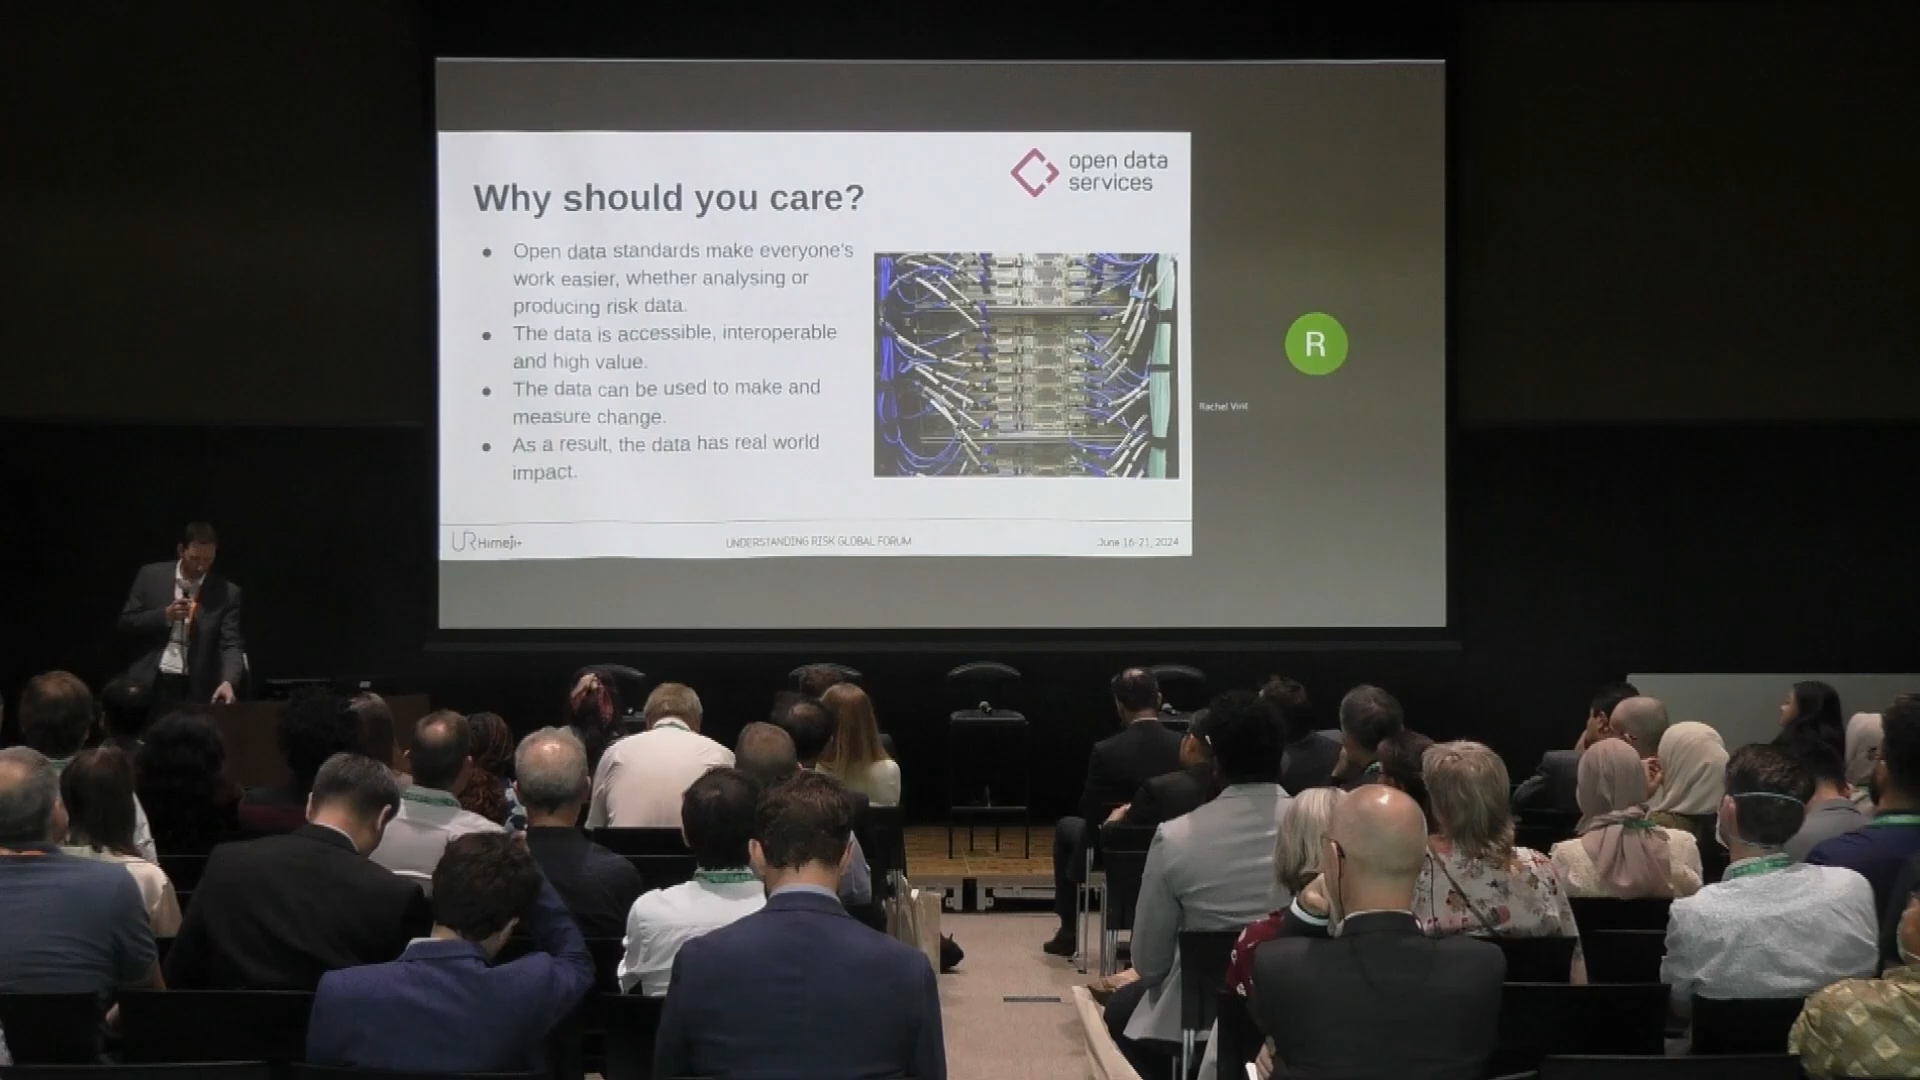 open data
services
Why should you care?
Open data standards make everyone's
work easier, whether analysing or
producing risk data.
The data is accessible, interoperable
and high value.
The data can be used to make and
measure change.
As a result, the data has real world
impact.
UR Himeji+
UNDERSTANDING RISK GLOBAL FORUM
June 16-21, 2024
R
Rachel